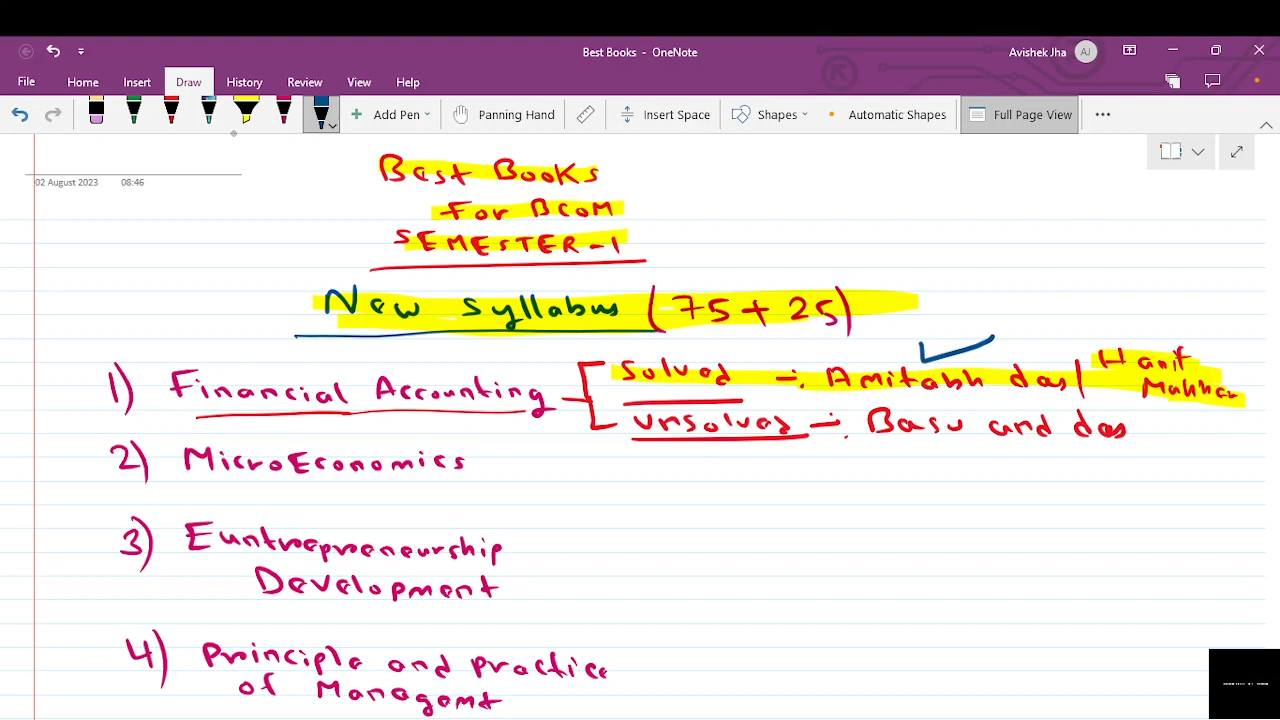 Best Books - OneNote
Avishek Jha
AJ
File Home Insert Draw History Review View Help
Add Pen
Panning Hand
Insert Space
Shapes
Automatic Shapes
Full Page View
02 August 2023 08:46
Best Books
For BCOM
SEMESTER-1
New Syllabus (75+25)
1) Financial Accounting
Solved :- Amitabh das/
Unsolved :- Basu and das
2) MicroEconomics
3) Euntrepreneurship
Development
4) Principle and practice
of Managemt